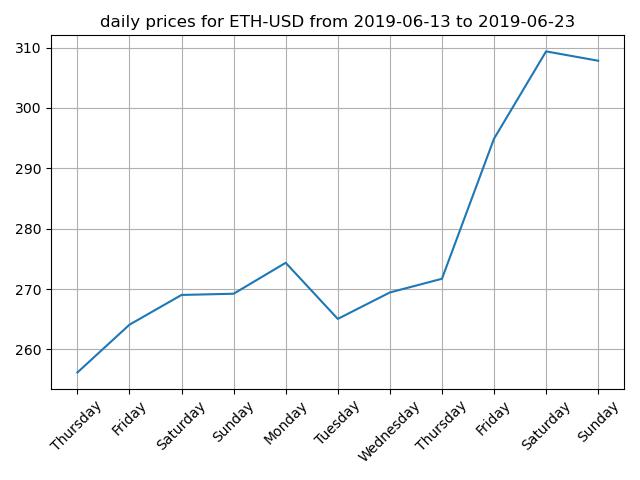 daily prices for ETH-USD from 2019-06-13 to 2019-06-23
310
300
290
280
270
260
Thursday
Friday
Saturday
Sunday
Monday
Tuesday
Wednesday
Thursday
Friday
Saturday
Sunday